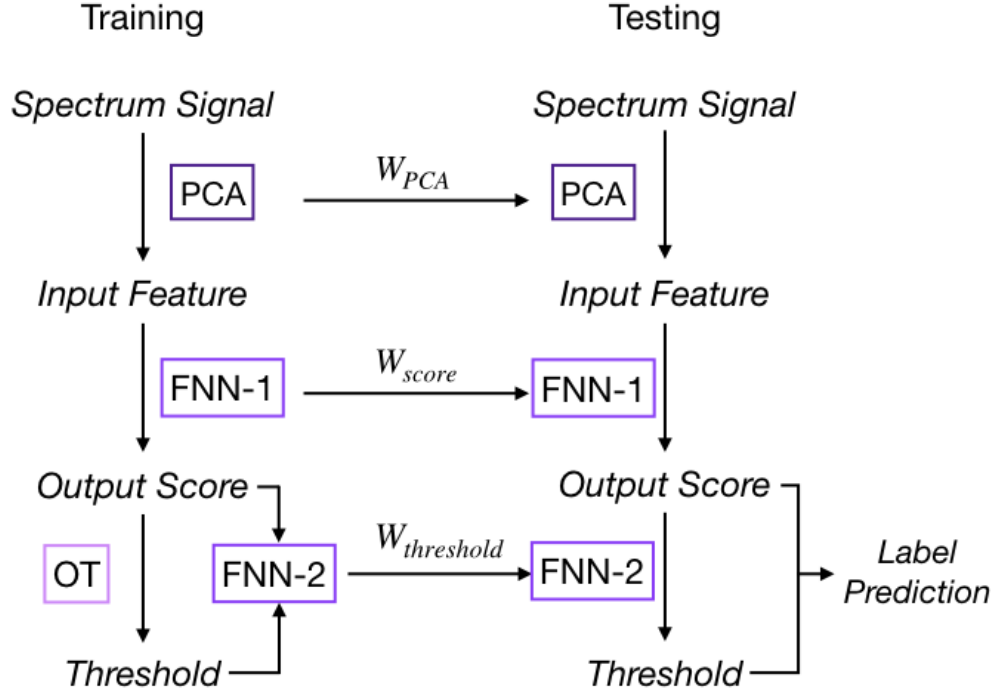 Training Testing
Spectrum Signal Spectrum Signal
PCA W_PCA PCA
Input Feature Input Feature
FNN-1 W_score FNN-1
Output Score Output Score
OT FNN-2 W_threshold FNN-2
Label
Prediction
Threshold Threshold